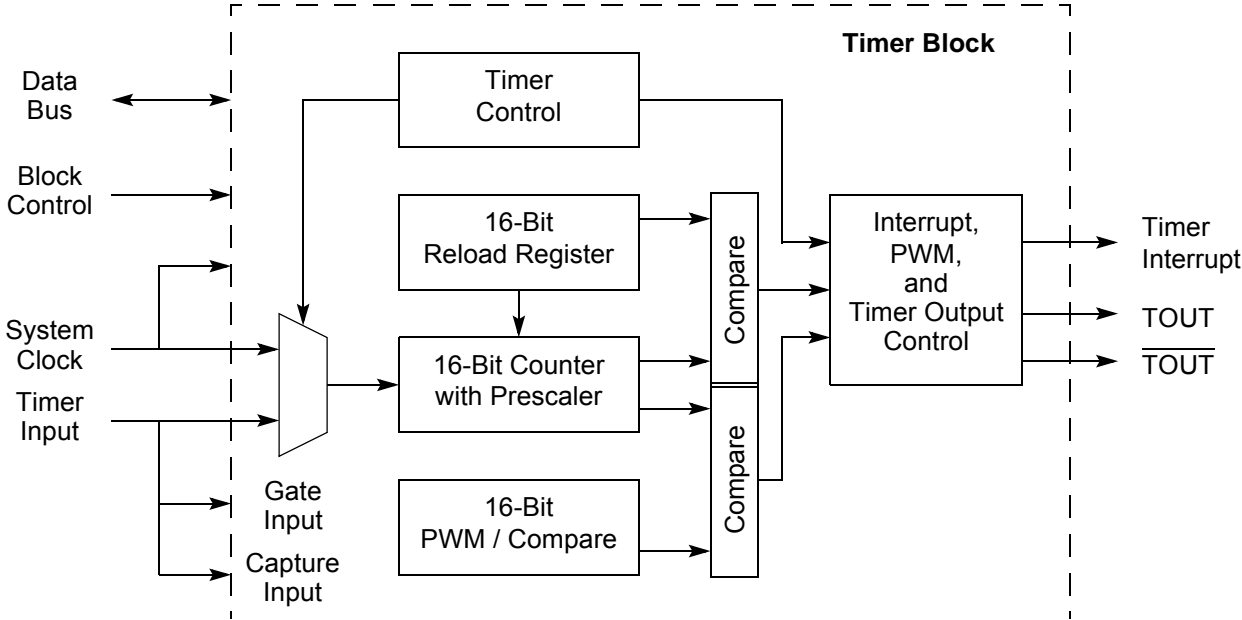 Timer Block
Data
Bus
Timer
Control
Block
Control
16-Bit
Reload Register
Compare
Interrupt,
PWM,
and
Timer Output
Control
Timer
Interrupt
TOUT
TOUT
System
Clock
16-Bit Counter
with Prescaler
Timer
Input
Compare
Gate
Input
16-Bit
PWM / Compare
Capture
Input